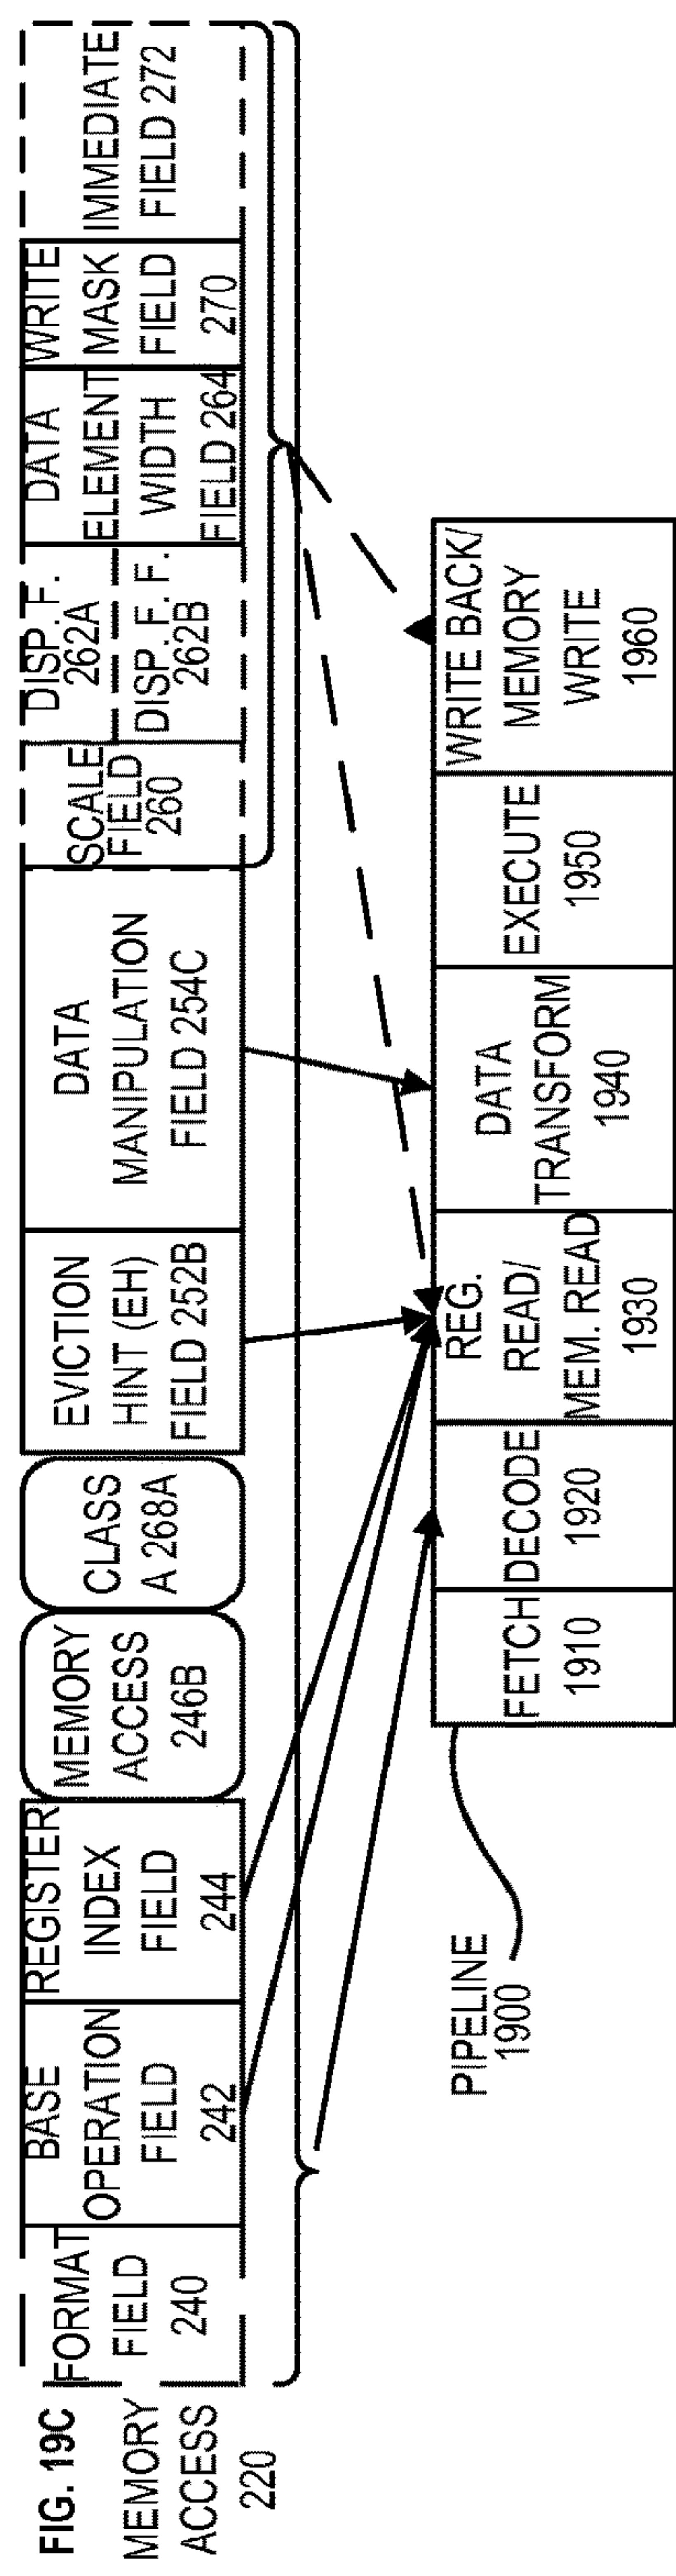 FIG. 19C
MEMORY
ACCESS
220
FORMAT
FIELD
240
BASE
OPERATION
FIELD
242
REGISTER
INDEX
FIELD
244
MEMORY
ACCESS
246B
CLASS
A 268A
EVICTION
HINT (EH)
FIELD 252B
DATA
MANIPULATION
FIELD 254C
SCALE
FIELD
260
DISP. F.
262A
DISP. F. F.
262B
DATA
ELEMENT
WIDTH
FIELD 264
WRITE
MASK
FIELD
270
IMMEDIATE
FIELD 272
PIPELINE
1900
FETCH
1910
DECODE
1920
REG.
READ/
MEM. READ
1930
DATA
TRANSFORM
1940
EXECUTE
1950
WRITE BACK/
MEMORY
WRITE
1960